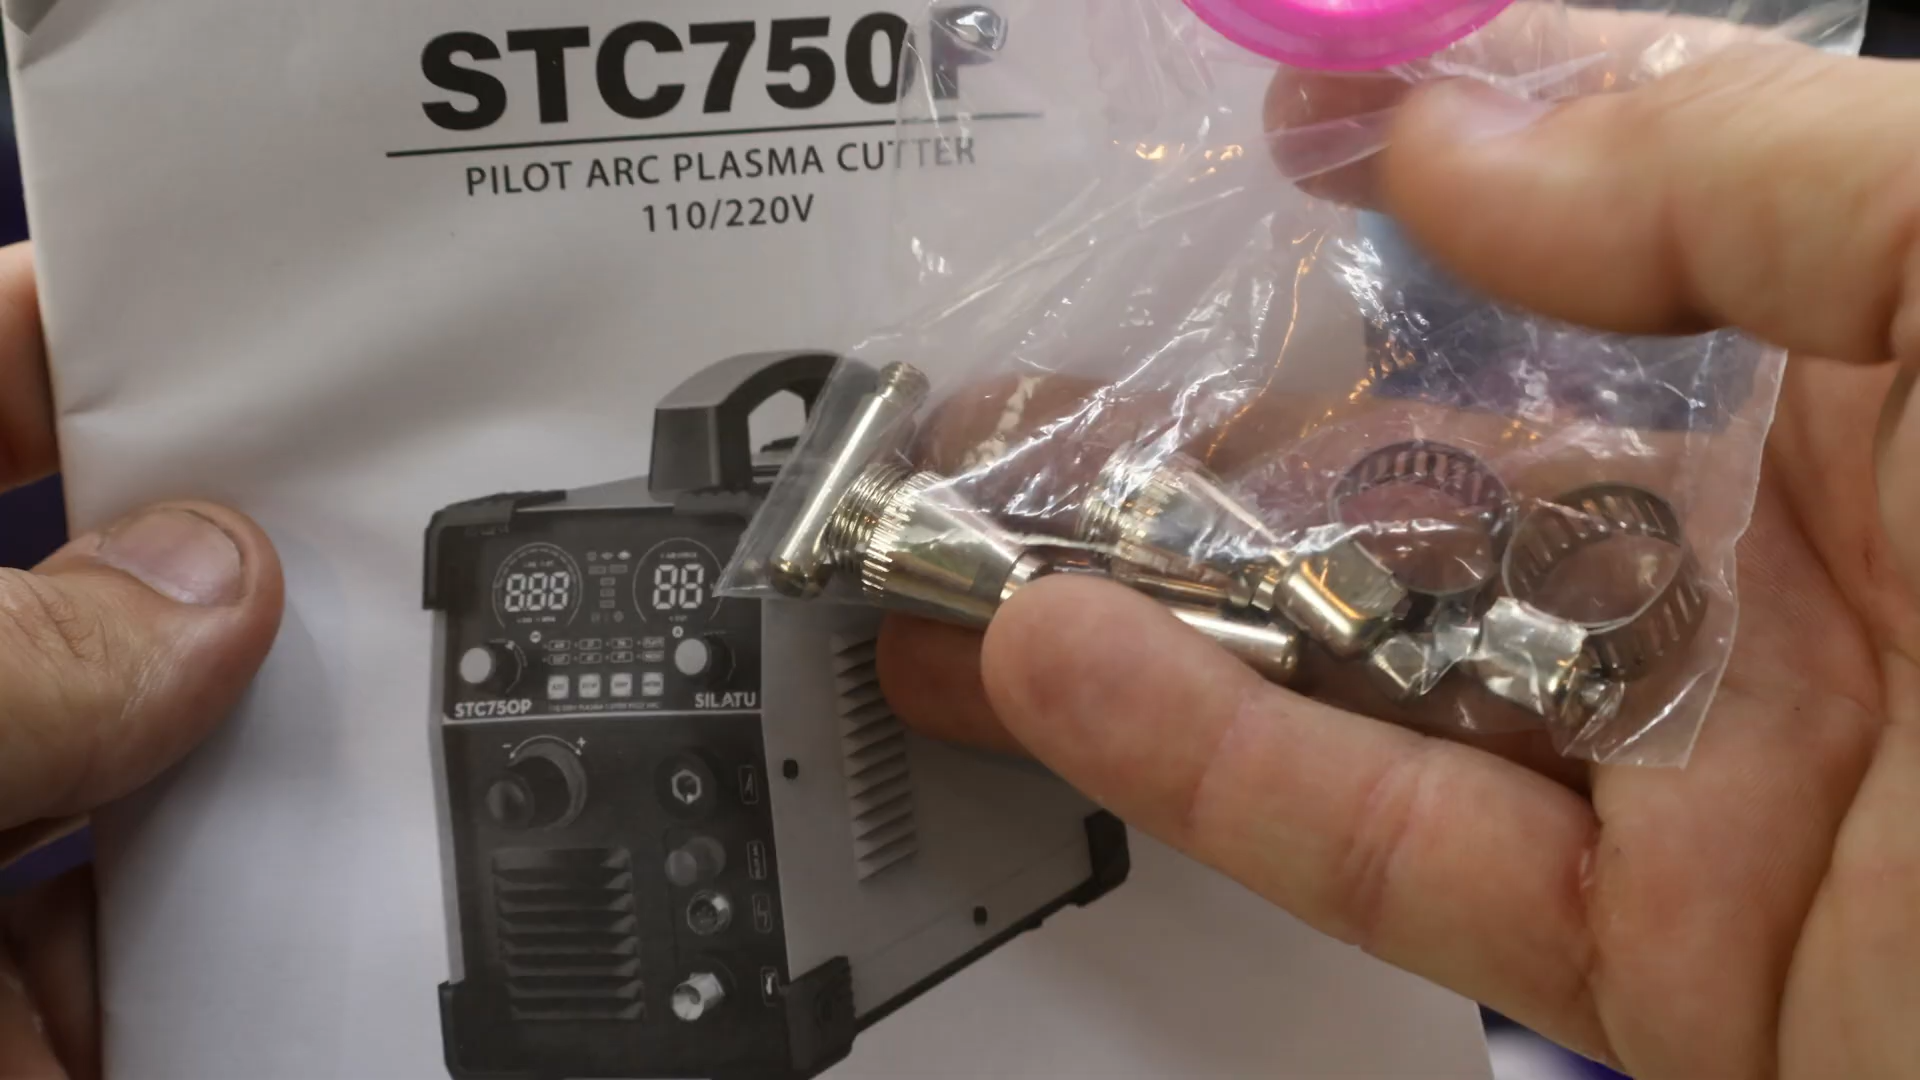 STC750P
PILOT ARC PLASMA CUTTER
110/220V
888
88
STC750P
SILATU
- +